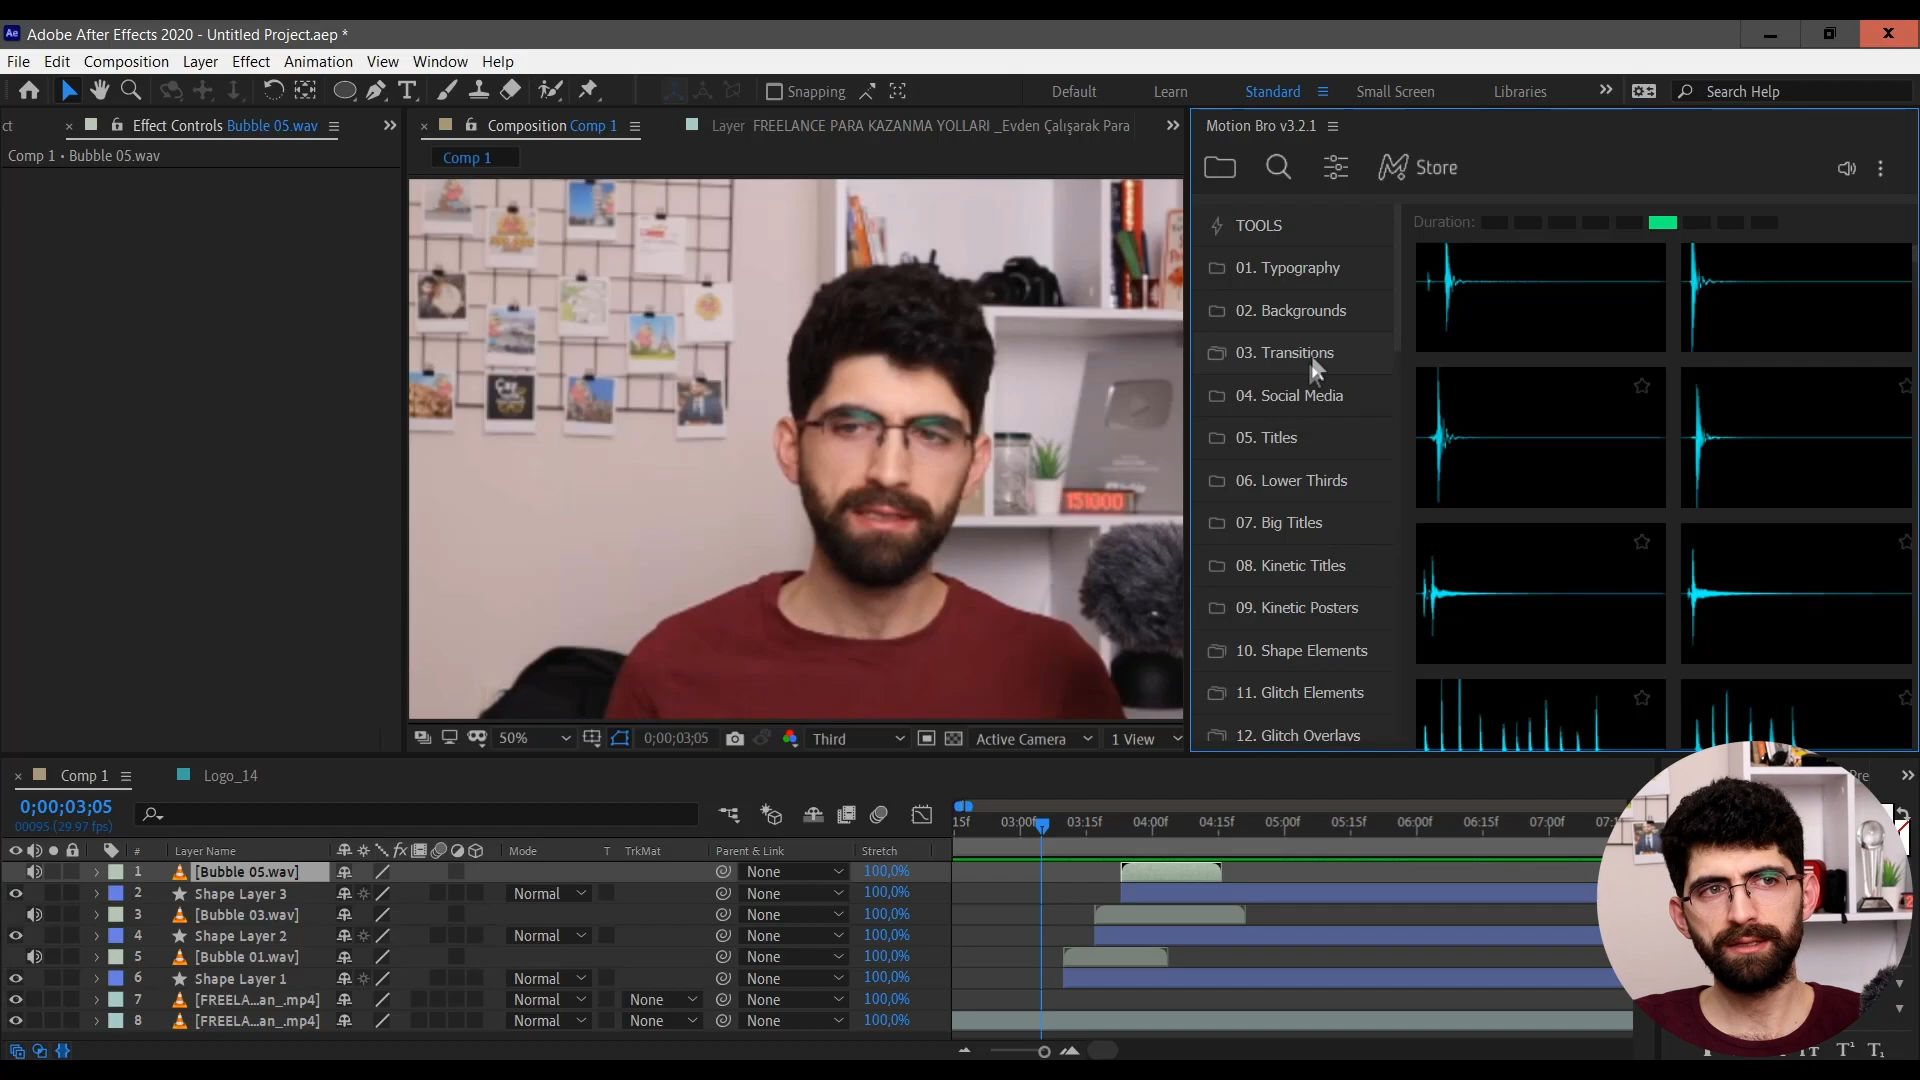 Ae Adobe After Effects 2020 - Untitled Project.aep *
File Edit Composition Layer Effect Animation View Window Help
Snapping Default Learn Standard Small Screen Libraries Search Help
ct × Effect Controls Bubble 05.wav
Comp 1 • Bubble 05.wav
× Composition Comp 1 Layer FREELANCE PARA KAZANMA YOLLARI _Evden Çalışarak Para
Comp 1
Motion Bro v3.2.1
Store
TOOLS
01. Typography
02. Backgrounds
03. Transitions
04. Social Media
05. Titles
06. Lower Thirds
07. Big Titles
08. Kinetic Titles
09. Kinetic Posters
10. Shape Elements
11. Glitch Elements
12. Glitch Overlays
Duration:
151000
50% 0;00;03;05 Third Active Camera 1 View
× Comp 1 Logo_14
0;00;03;05
00095 (29.97 fps)
# Layer Name fx Mode T TrkMat Parent & Link Stretch
15f 03:00f 03:15f 04:00f 04:15f 05:00f 05:15f 06:00f 06:15f 07:00f 07:1
1 [Bubble 05.wav] None 100,0%
2 Shape Layer 3 Normal None 100,0%
3 [Bubble 03.wav] None 100,0%
4 Shape Layer 2 Normal None 100,0%
5 [Bubble 01.wav] None 100,0%
6 Shape Layer 1 Normal None 100,0%
7 [FREELA...an_.mp4] Normal None None 100,0%
8 [FREELA...an_.mp4] Normal None None 100,0%
Pre